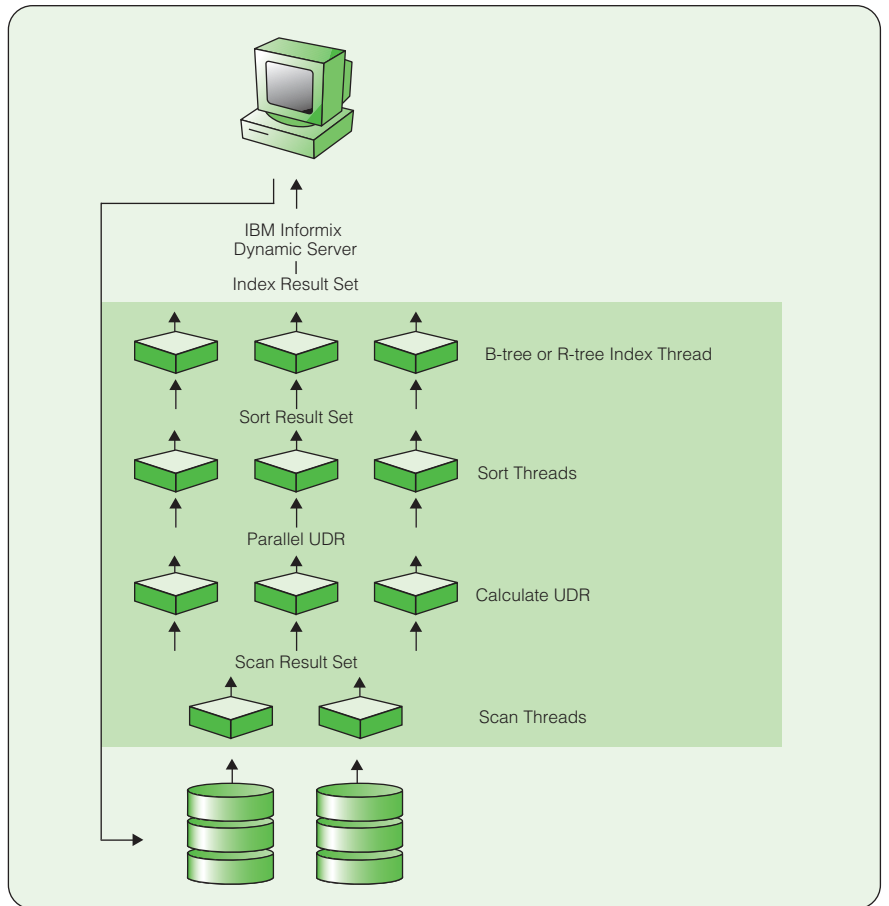 IBM Informix
Dynamic Server
Index Result Set
B-tree or R-tree Index Thread
Sort Result Set
Sort Threads
Parallel UDR
Calculate UDR
Scan Result Set
Scan Threads